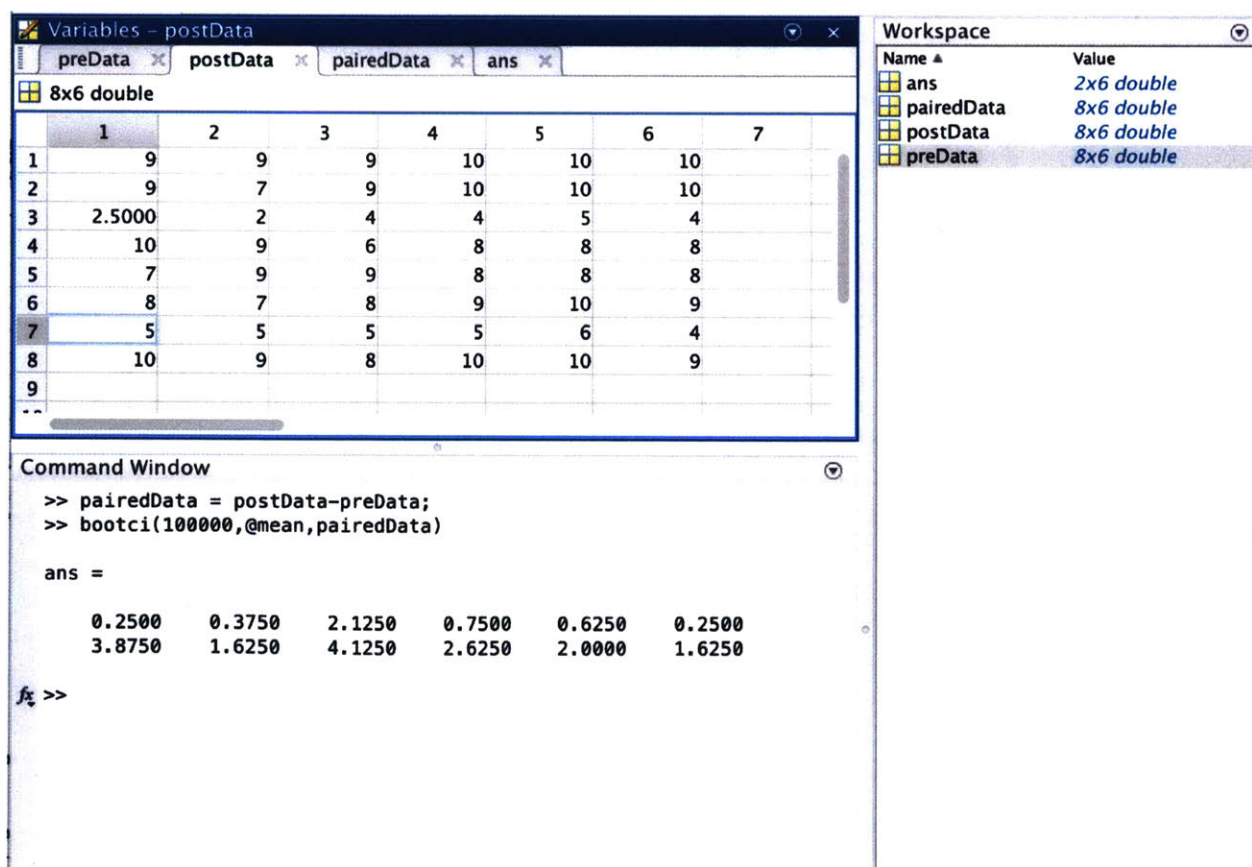 Variables - postData
preData postData pairedData ans
8x6 double
1 2 3 4 5 6 7
1 9 9 9 10 10 10
2 9 7 9 10 10 10
3 2.5000 2 4 4 5 4
4 10 9 6 8 8 8
5 7 9 9 8 8 8
6 8 7 8 9 10 9
7 5 5 5 5 6 4
8 10 9 8 10 10 9
9
Command Window
>> pairedData = postData-preData;
>> bootci(100000,@mean,pairedData)
ans =
0.2500 0.3750 2.1250 0.7500 0.6250 0.2500
3.8750 1.6250 4.1250 2.6250 2.0000 1.6250
fx >>
Workspace
Name Value
ans 2x6 double
pairedData 8x6 double
postData 8x6 double
preData 8x6 double